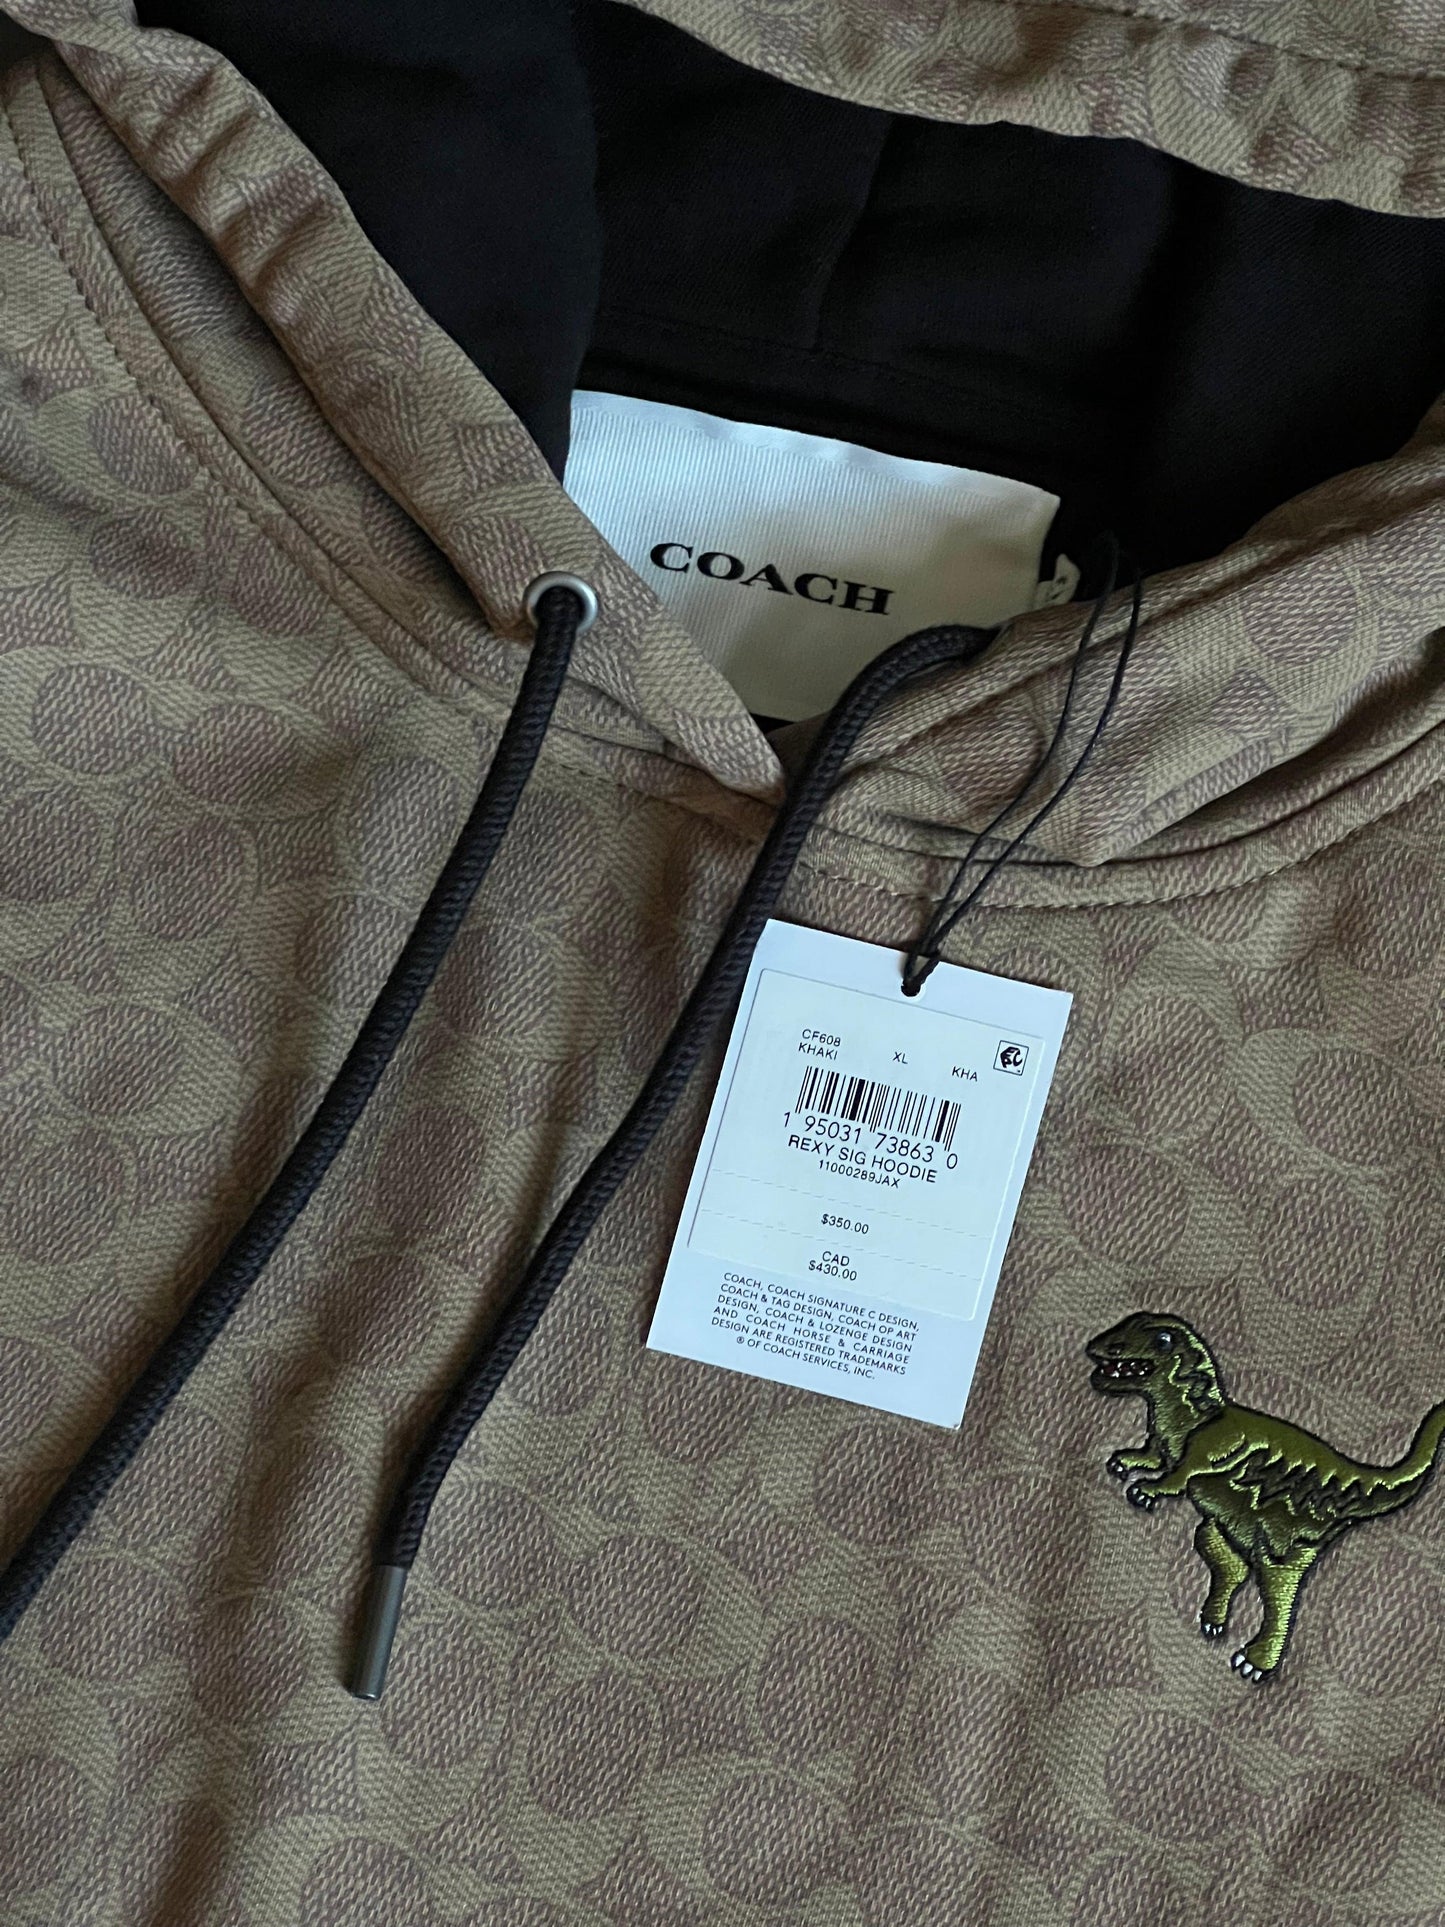 COACH
CF608
KHAKI XL KHA
1 95031 73863 0
REXY SIG HOODIE
11000289JAX
$350.00
CAD
$430.00
COACH, COACH SIGNATURE C DESIGN,
COACH & TAG DESIGN, COACH OP ART
DESIGN, COACH & LOZENGE DESIGN
AND COACH HORSE & CARRIAGE
DESIGN ARE REGISTERED TRADEMARKS
® OF COACH SERVICES, INC.